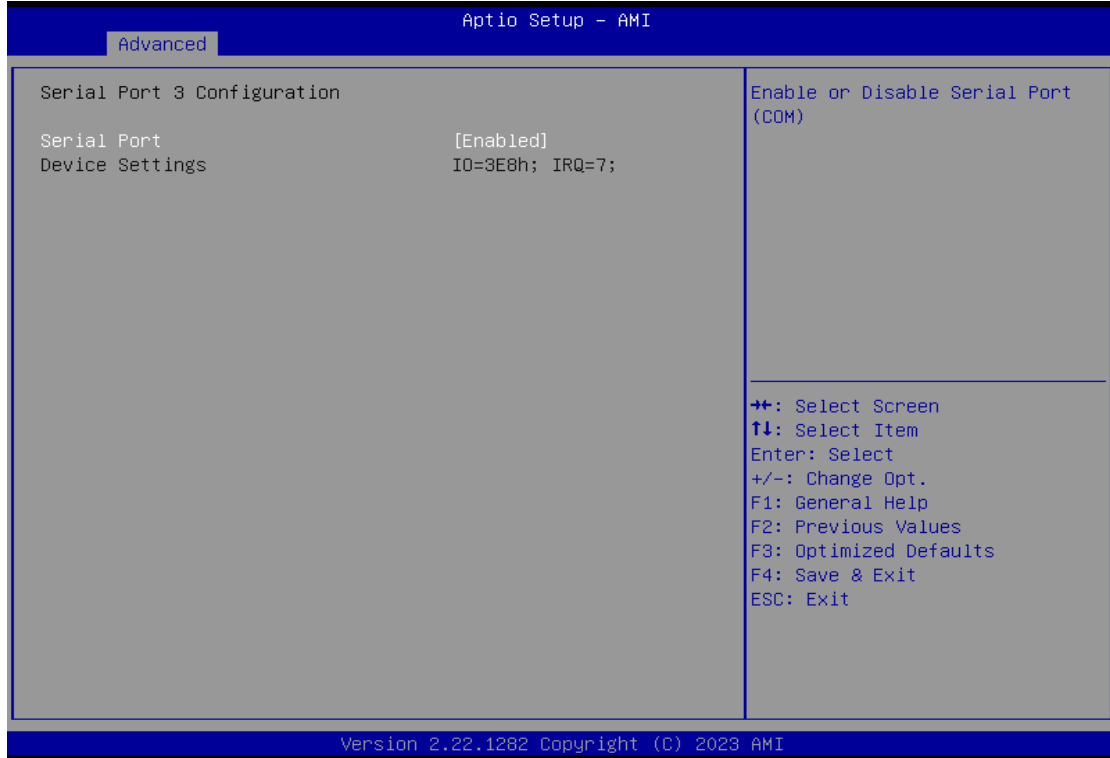 Aptio Setup – AMI
Advanced
Serial Port 3 Configuration
Serial Port [Enabled]
Device Settings IO=3E8h; IRQ=7;
Enable or Disable Serial Port
(COM)
→←: Select Screen
↑↓: Select Item
Enter: Select
+/-: Change Opt.
F1: General Help
F2: Previous Values
F3: Optimized Defaults
F4: Save & Exit
ESC: Exit
Version 2.22.1282 Copyright (C) 2023 AMI